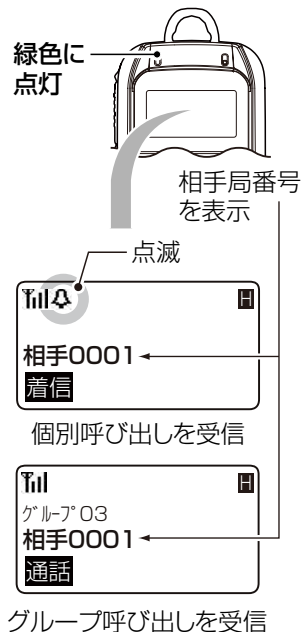 緑色に
点灯
相手局番号
を表示
点滅
H
相手0001
着信
個別呼び出しを受信
H
ｸﾞﾙｰﾌﾟ03
相手0001
通話
グループ呼び出しを受信